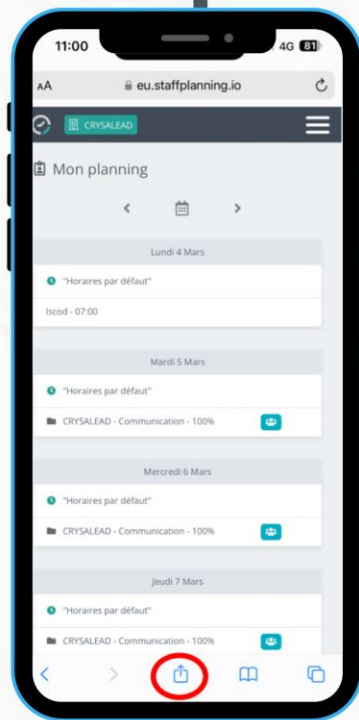 11:00
4G 81
AA eu.staffplanning.io
CRYSALEAD
Mon planning
Lundi 4 Mars
"Horaires par défaut"
Iscod - 07:00
Mardi 5 Mars
"Horaires par défaut"
CRYSALEAD - Communication - 100%
Mercredi 6 Mars
"Horaires par défaut"
CRYSALEAD - Communication - 100%
Jeudi 7 Mars
"Horaires par défaut"
CRYSALEAD - Communication - 100%